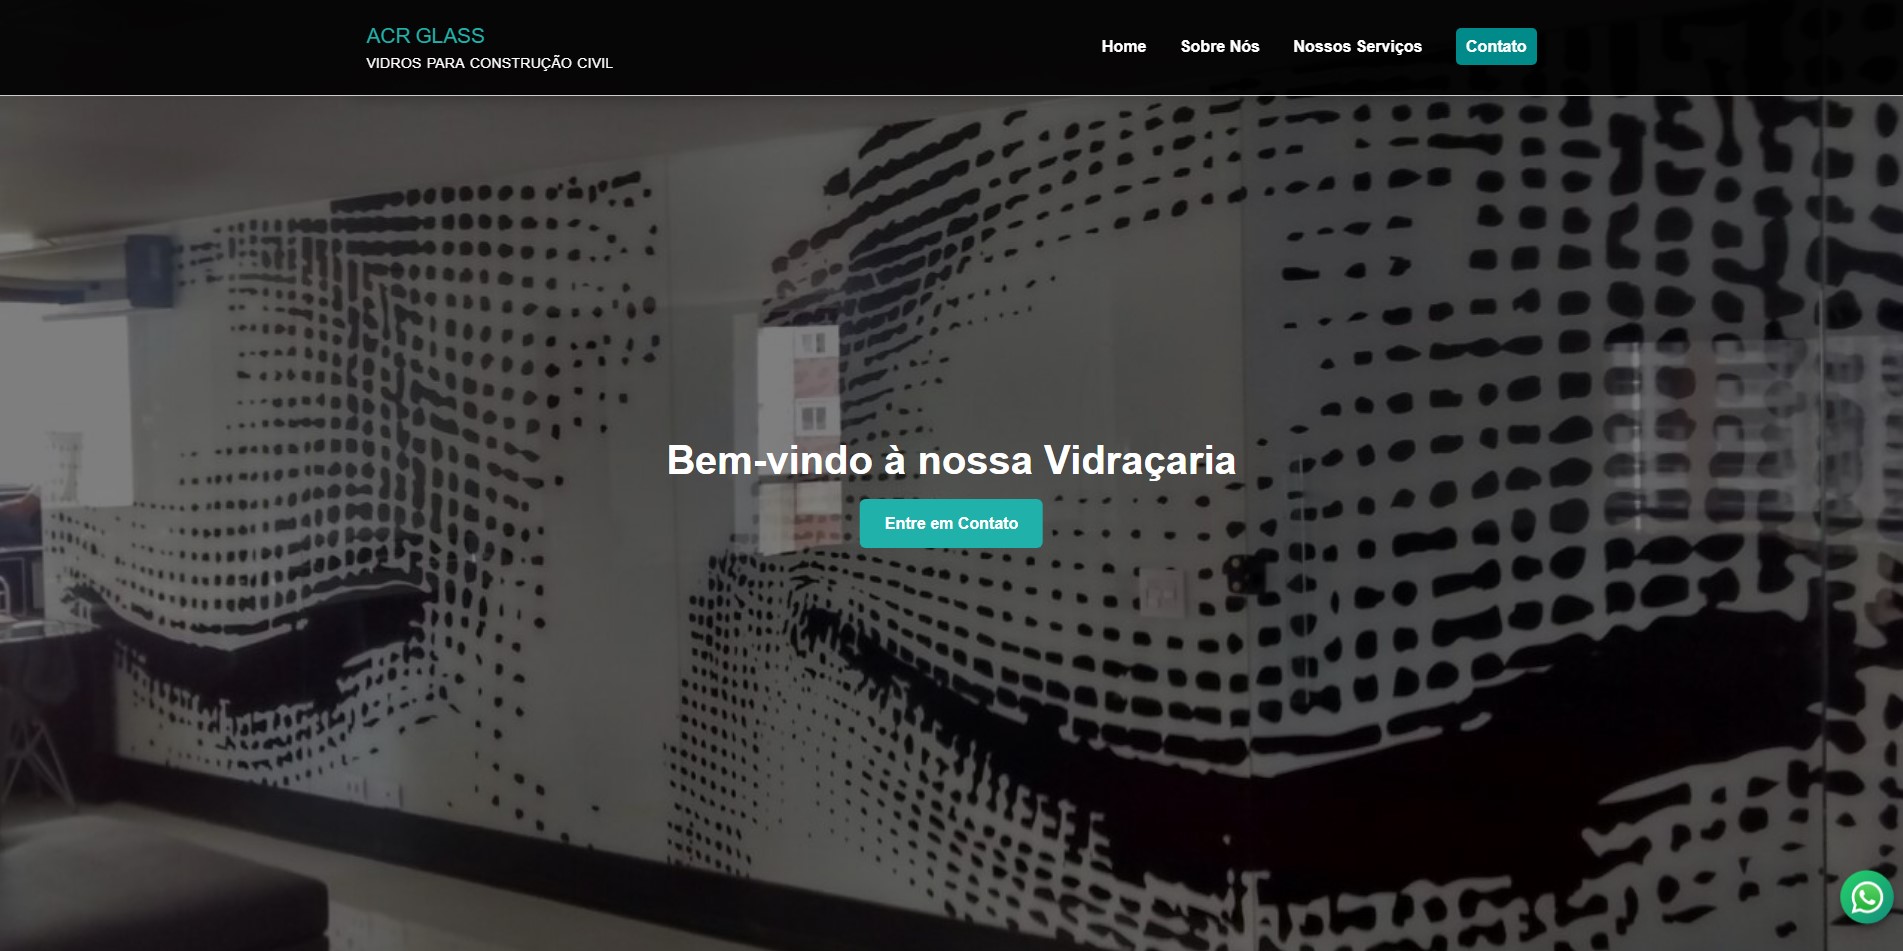 ACR GLASS
VIDROS PARA CONSTRUÇÃO CIVIL
Home
Sobre Nós
Nossos Serviços
Contato
Bem-vindo à nossa Vidraçaria
Entre em Contato